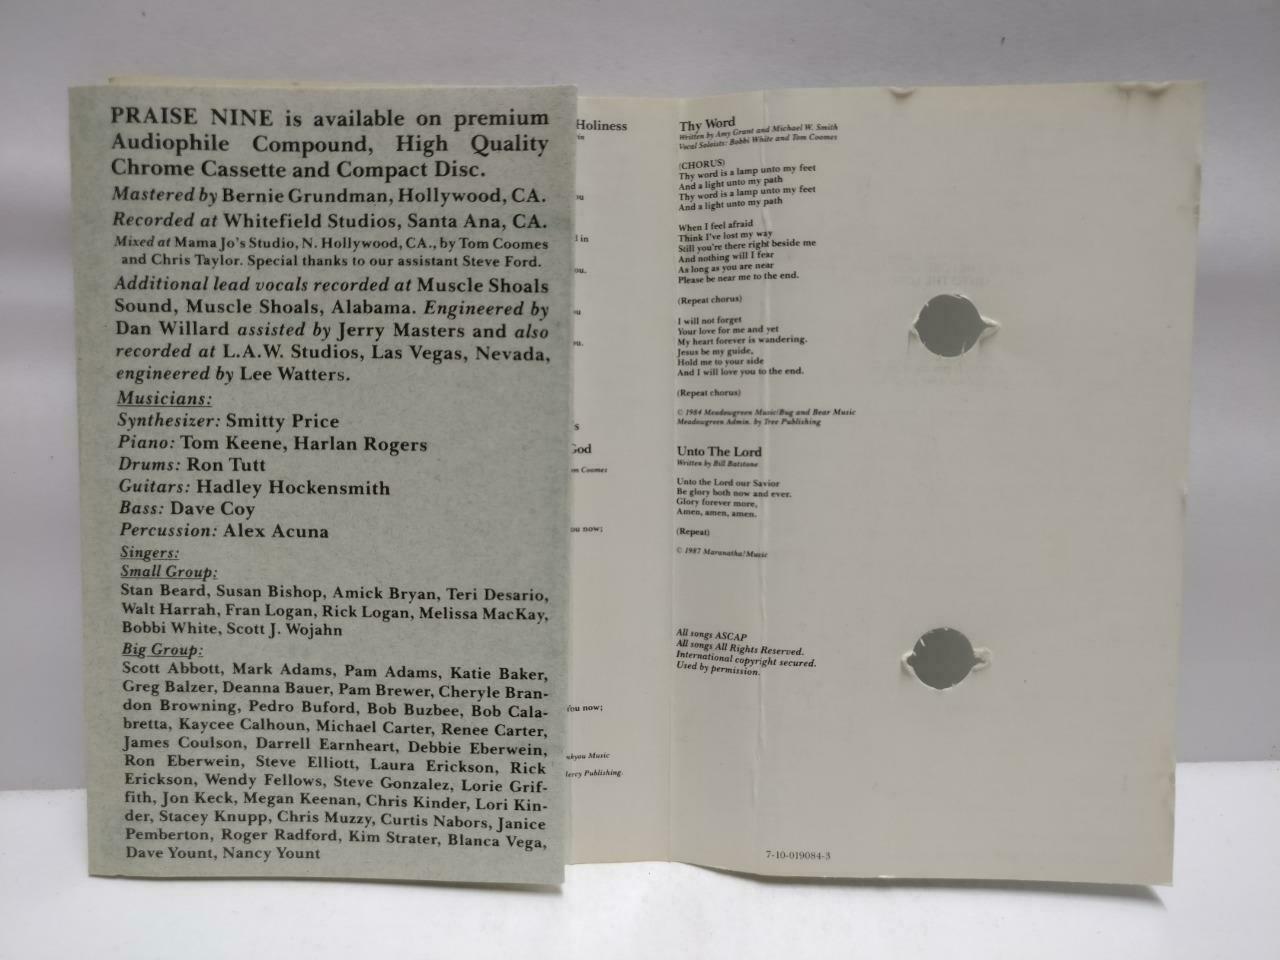 PRAISE NINE is available on premium
Audiophile Compound, High Quality
Chrome Cassette and Compact Disc.
Mastered by Bernie Grundman, Hollywood, CA.
Recorded at Whitefield Studios, Santa Ana, CA.
Mixed at Mama Jo's Studio, N. Hollywood, CA., by Tom Coomes
and Chris Taylor. Special thanks to our assistant Steve Ford.
Additional lead vocals recorded at Muscle Shoals
Sound, Muscle Shoals, Alabama. Engineered by
Dan Willard assisted by Jerry Masters and also
recorded at L.A.W. Studios, Las Vegas, Nevada,
engineered by Lee Watters.
Musicians:
Synthesizer: Smitty Price
Piano: Tom Keene, Harlan Rogers
Drums: Ron Tutt
Guitars: Hadley Hockensmith
Bass: Dave Coy
Percussion: Alex Acuna
Singers:
Small Group:
Stan Beard, Susan Bishop, Amick Bryan, Teri Desario,
Walt Harrah, Fran Logan, Rick Logan, Melissa MacKay,
Bobbi White, Scott J. Wojahn
Big Group:
Scott Abbott, Mark Adams, Pam Adams, Katie Baker,
Greg Balzer, Deanna Bauer, Pam Brewer, Cheryle Bran-
don Browning, Pedro Buford, Bob Buzbee, Bob Cala-
bretta, Kaycee Calhoun, Michael Carter, Renee Carter,
James Coulson, Darrell Earnheart, Debbie Eberwein,
Ron Eberwein, Steve Elliott, Laura Erickson, Rick
Erickson, Wendy Fellows, Steve Gonzalez, Lorie Grif-
fith, Jon Keck, Megan Keenan, Chris Kinder, Lori Kin-
der, Stacey Knupp, Chris Muzzy, Curtis Nabors, Janice
Pemberton, Roger Radford, Kim Strater, Blanca Vega,
Dave Yount, Nancy Yount
Holiness
in
ou
d in
ou.
ou
ou.
's
God
m Coomes
ou now;
You now;
Music
Mercy Publishing.
Thy Word
Written by Amy Grant and Michael W. Smith
Vocal Soloists: Bobbi White and Tom Coomes
(CHORUS)
Thy word is a lamp unto my feet
And a light unto my path
Thy word is a lamp unto my feet
And a light unto my path
When I feel afraid
Think I've lost my way
Still you're there right beside me
And nothing will I fear
As long as you are near
Please be near me to the end.
(Repeat chorus)
I will not forget
Your love for me and yet
My heart forever is wandering.
Jesus be my guide,
Hold me to your side
And I will love you to the end.
(Repeat chorus)
© 1984 Meadowgreen Music/Bug and Bear Music
Meadowgreen Admin. by Tree Publishing
Unto The Lord
Written by Bill Batstone
Unto the Lord our Savior
Be glory both now and ever.
Glory forever more,
Amen, amen, amen.
(Repeat)
© 1987 Maranatha!Music
All songs ASCAP
All songs All Rights Reserved.
International copyright secured.
Used by permission.
7-10-019084-3